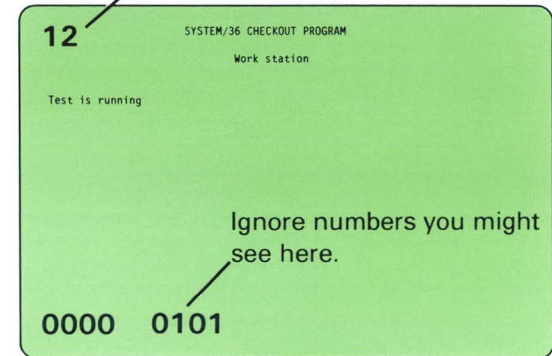 12
SYSTEM/36 CHECKOUT PROGRAM
Work station
Test is running
Ignore numbers you might
see here.
0000 0101